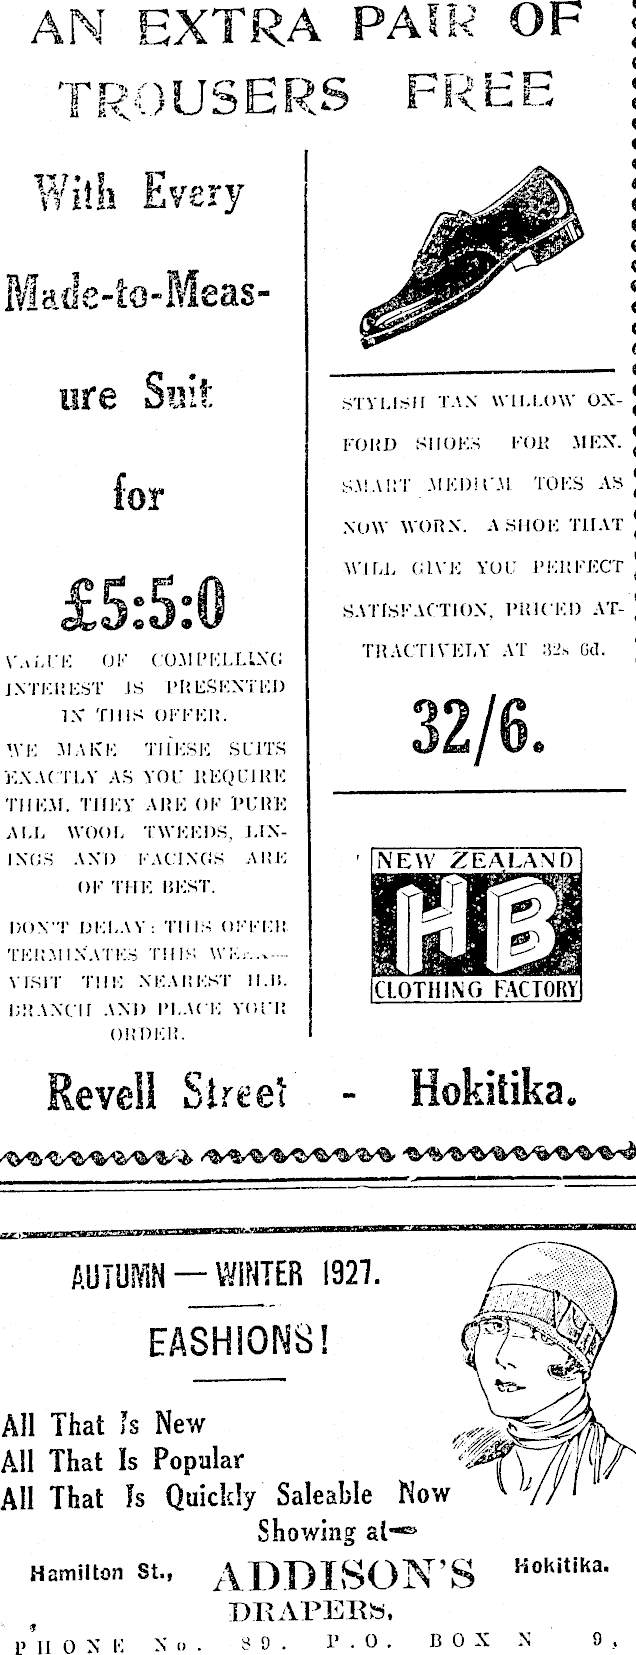 AN EXTRA PAIR OF
TROUSERS FREE
With Every
Made-to-Meas-
ure Suit
for
£5:5:0
VALUE OF COMPELLING
INTEREST IS PRESENTED
IN THIS OFFER.
WE MAKE THESE SUITS
EXACTLY AS YOU REQUIRE
THEM. THEY ARE OF PURE
ALL WOOL TWEEDS, LIN-
INGS AND FACINGS ARE
OF THE BEST.
DON'T DELAY: THIS OFFER
TERMINATES THIS
VISIT THE NEAREST H.B.
BRANCH AND PLACE YOUR
ORDER.
STYLISH TAN WILLOW OX-
FORD SHOES FOR MEN.
SMART MEDIUM TOES AS
NOW WORN. A SHOE THAT
WILL GIVE YOU PERFECT
SATISFACTION, PRICED AT-
TRACTIVELY AT 32s 6d.
32/6.
NEW ZEALAND
HB
CLOTHING FACTORY
Revell Street - Hokitika.
AUTUMN — WINTER 1927.
EASHIONS!
All That Is New
All That Is Popular
All That Is Quickly Saleable Now
Showing at
Hamilton St., ADDISON'S Hokitika.
DRAPERS,
PHONE No. 89. P.O. BOX N 9,